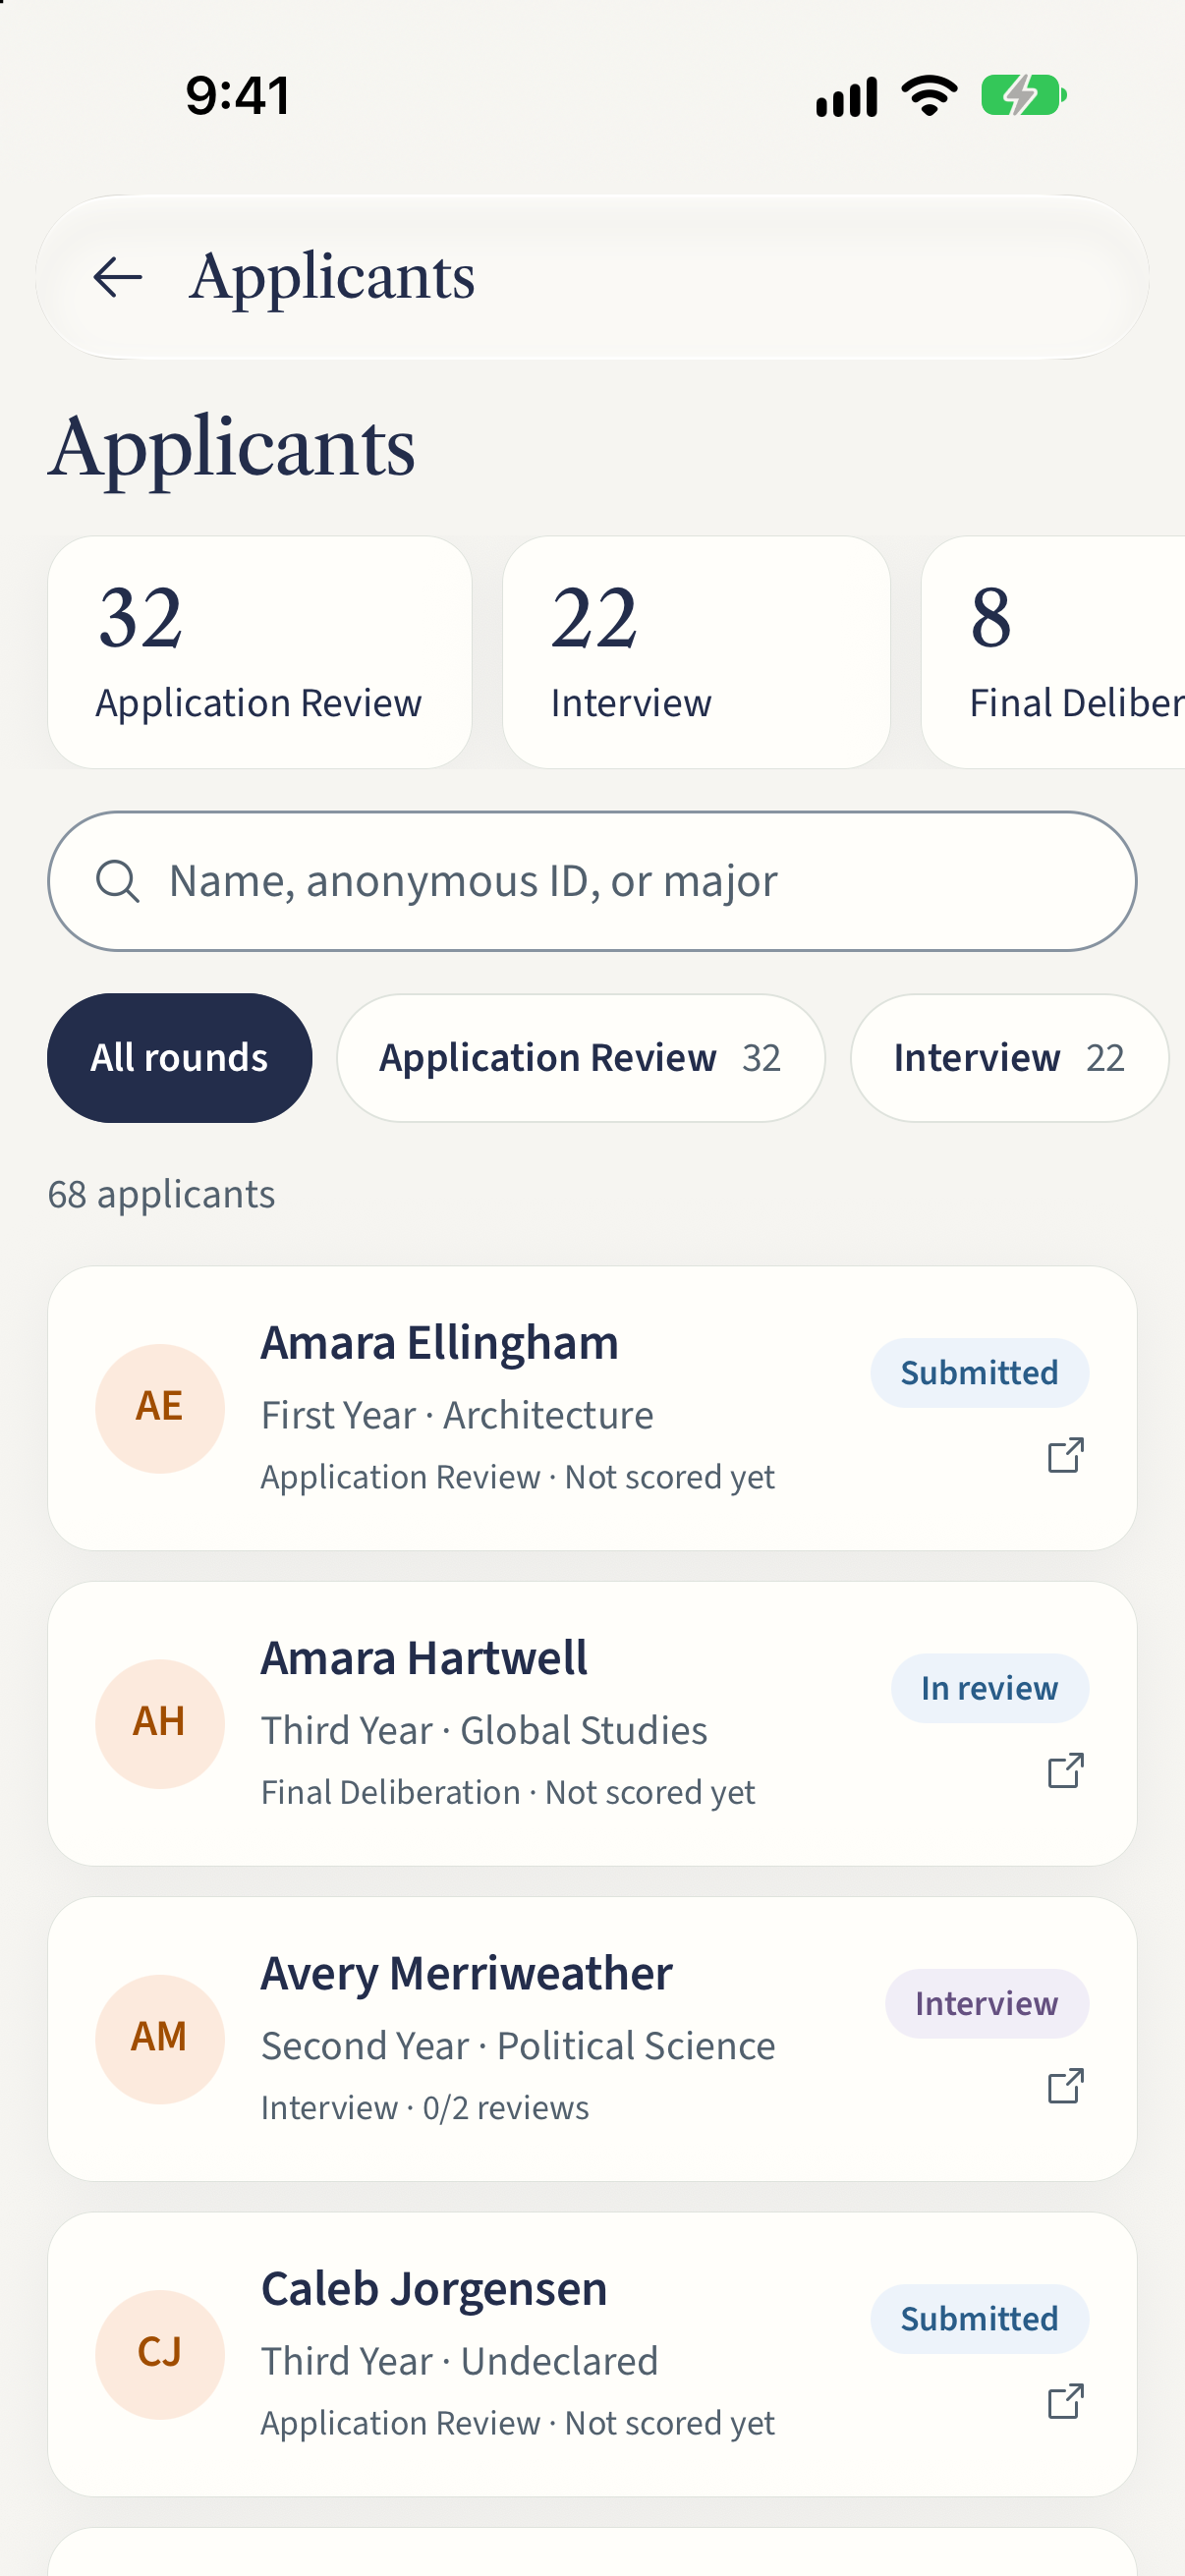 9:41
Applicants
Applicants
32
Application Review
22
Interview
8
Final Deliber
Name, anonymous ID, or major
All rounds
Application Review 32
Interview 22
68 applicants
AE
Amara Ellingham
First Year · Architecture
Application Review · Not scored yet
Submitted
AH
Amara Hartwell
Third Year · Global Studies
Final Deliberation · Not scored yet
In review
AM
Avery Merriweather
Second Year · Political Science
Interview · 0/2 reviews
Interview
CJ
Caleb Jorgensen
Third Year · Undeclared
Application Review · Not scored yet
Submitted